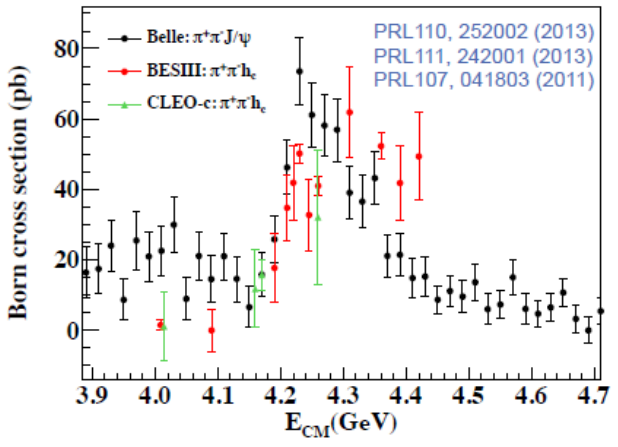 Belle: π⁺π⁻J/ψ
BESIII: π⁺π⁻h_c
CLEO-c: π⁺π⁻h_c
PRL110, 252002 (2013)
PRL111, 242001 (2013)
PRL107, 041803 (2011)
Born cross section (pb)
80
60
40
20
0
3.9 4.0 4.1 4.2 4.3 4.4 4.5 4.6 4.7
E_CM(GeV)